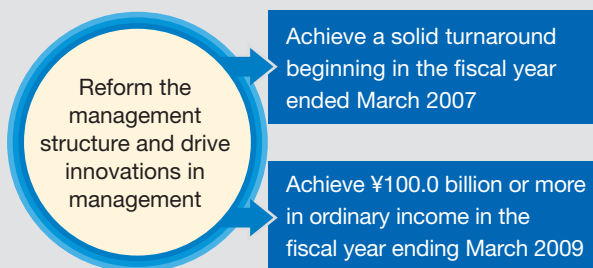 Reform the
management
structure and drive
innovations in
management
Achieve a solid turnaround
beginning in the fiscal year
ended March 2007
Achieve ¥100.0 billion or more
in ordinary income in the
fiscal year ending March 2009